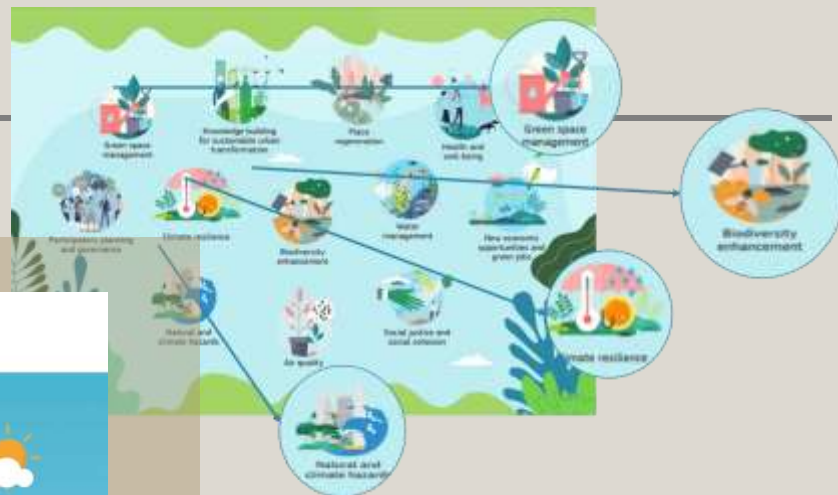 Green space
management
Knowledge building
for sustainable urban
transformation
Place
regeneration
Health and
well-being
Green space
management
Participatory planning
and governance
Climate resilience
Biodiversity
enhancement
Water
management
New economic
opportunities and
green jobs
Biodiversity
enhancement
Natural and
climate hazards
Air quality
Social justice and
social cohesion
climate resilience
Natural and
climate hazards